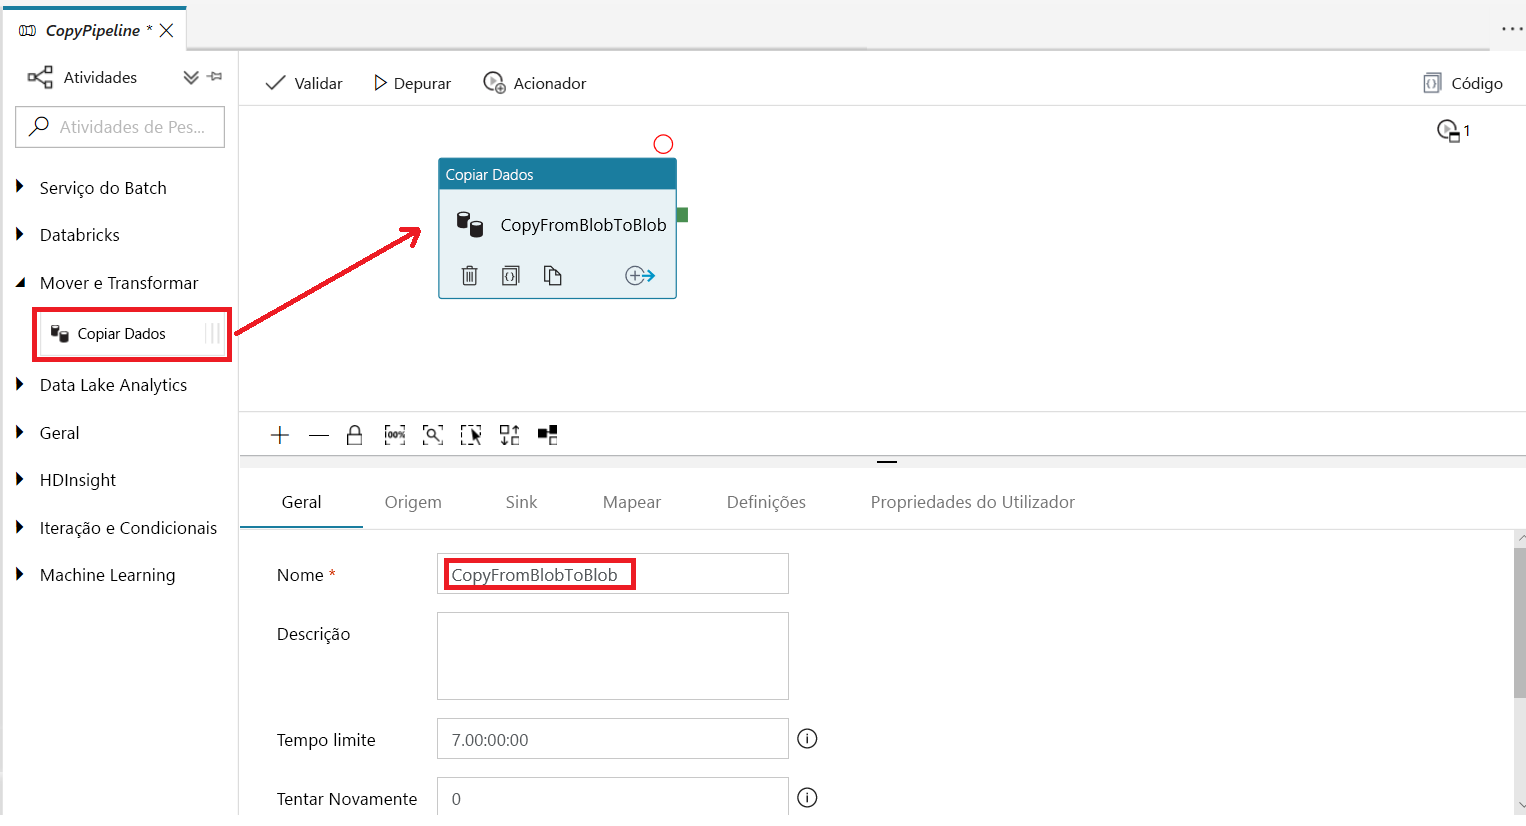 CopyPipeline *
Atividades
Atividades de Pes...
Serviço do Batch
Databricks
Mover e Transformar
Copiar Dados
Data Lake Analytics
Geral
HDInsight
Iteração e Condicionais
Machine Learning
Validar Depurar Acionador Código
1
Copiar Dados
CopyFromBlobToBlob
100%
Geral Origem Sink Mapear Definições Propriedades do Utilizador
Nome * CopyFromBlobToBlob
Descrição
Tempo limite 7.00:00:00
Tentar Novamente 0